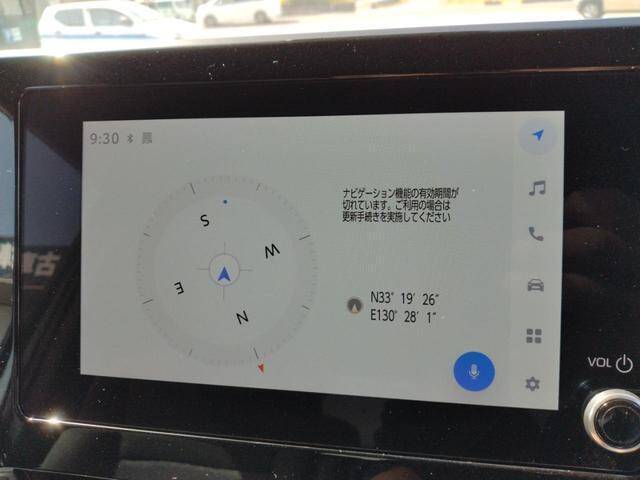 9:30
ナビゲーション機能の有効期間が
切れています。ご利用の場合は
更新手続きを実施してください
S
W
E
N
N33° 19′ 26″
E130° 28′ 1″
VOL
古